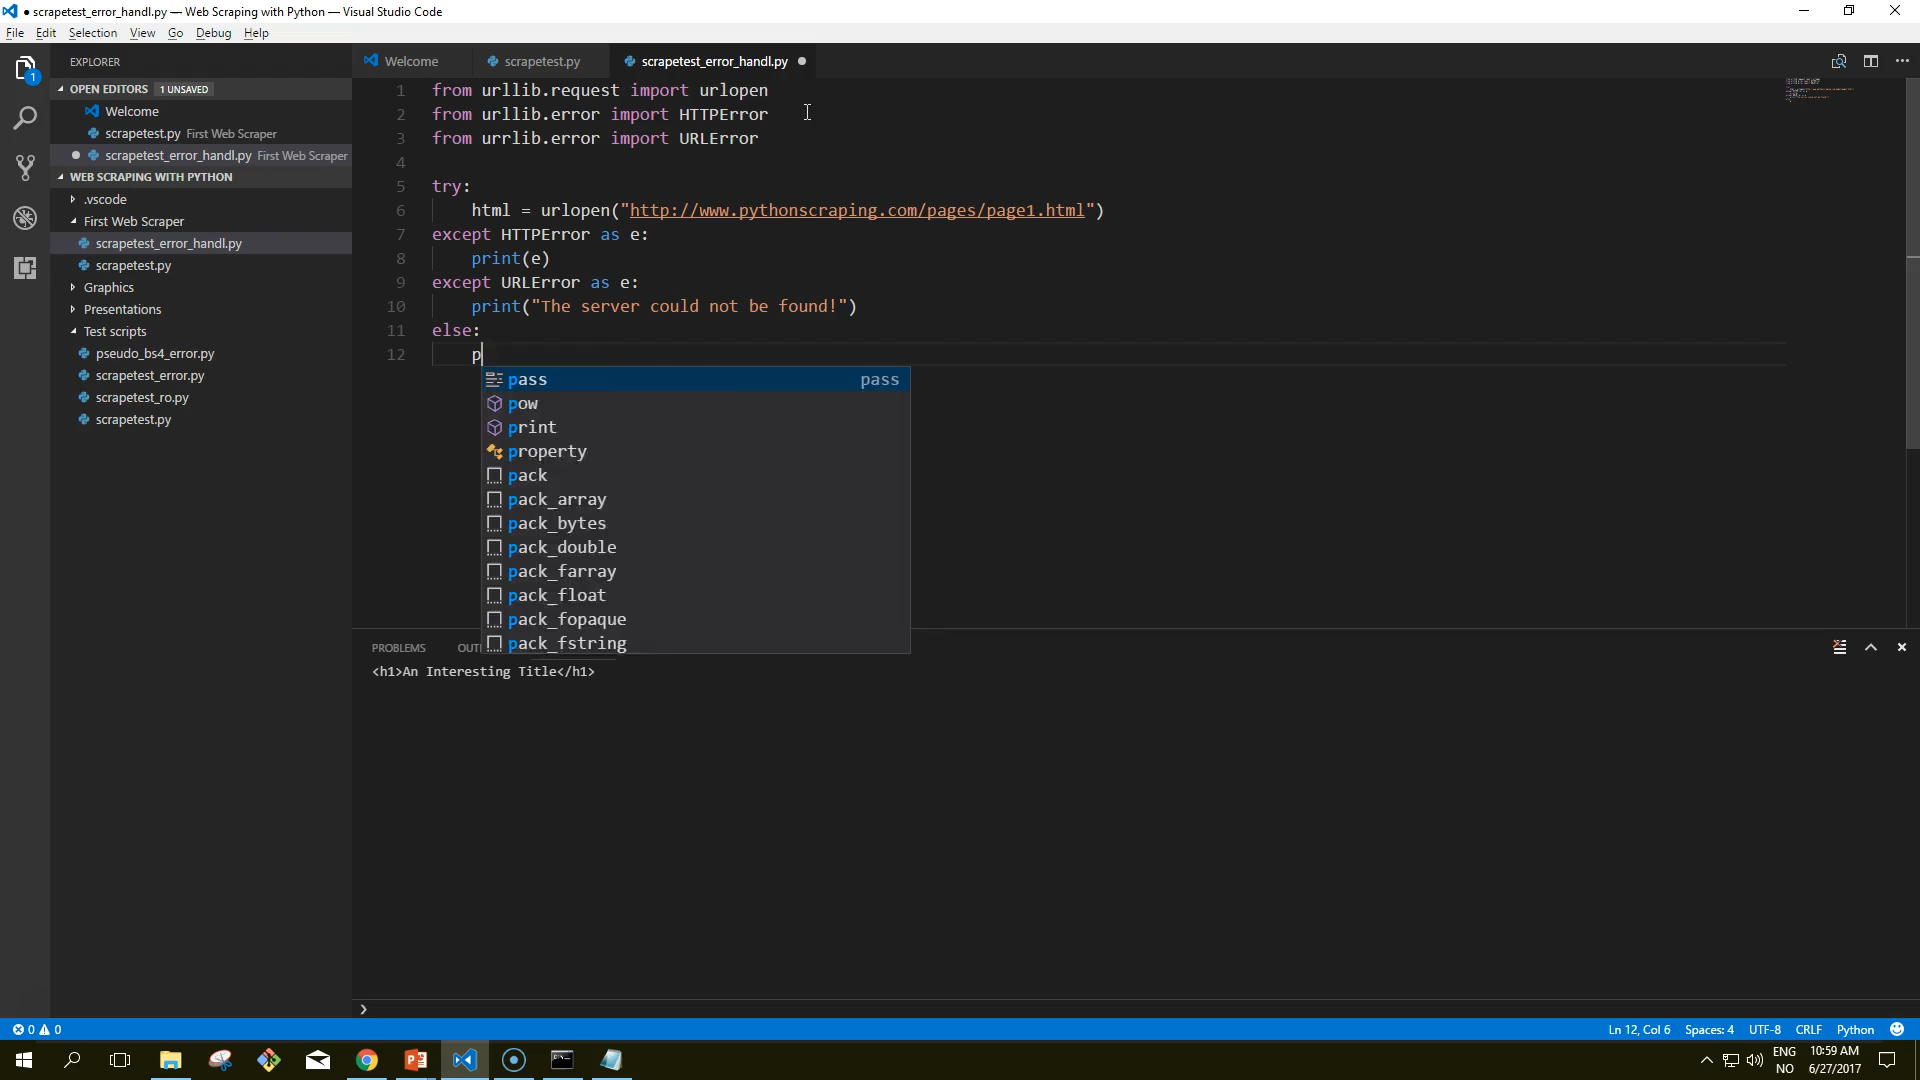 ● scrapetest_error_handl.py — Web Scraping with Python — Visual Studio Code
File Edit Selection View Go Debug Help
EXPLORER
1
OPEN EDITORS 1 UNSAVED
Welcome
scrapetest.py First Web Scraper
scrapetest_error_handl.py First Web Scraper
WEB SCRAPING WITH PYTHON
.vscode
First Web Scraper
scrapetest_error_handl.py
scrapetest.py
Graphics
Presentations
Test scripts
pseudo_bs4_error.py
scrapetest_error.py
scrapetest_ro.py
scrapetest.py
Welcome scrapetest.py scrapetest_error_handl.py
1 from urllib.request import urlopen
2 from urllib.error import HTTPError
3 from urrlib.error import URLError
4
5 try:
6 html = urlopen("http://www.pythonscraping.com/pages/page1.html")
7 except HTTPError as e:
8 print(e)
9 except URLError as e:
10 print("The server could not be found!")
11 else:
12 p
pass pass
pow
print
property
pack
pack_array
pack_bytes
pack_double
pack_farray
pack_float
pack_fopaque
pack_fstring
PROBLEMS OUT
<h1>An Interesting Title</h1>
0 0 Ln 12, Col 6 Spaces: 4 UTF-8 CRLF Python
ENG 10:59 AM
NO 6/27/2017